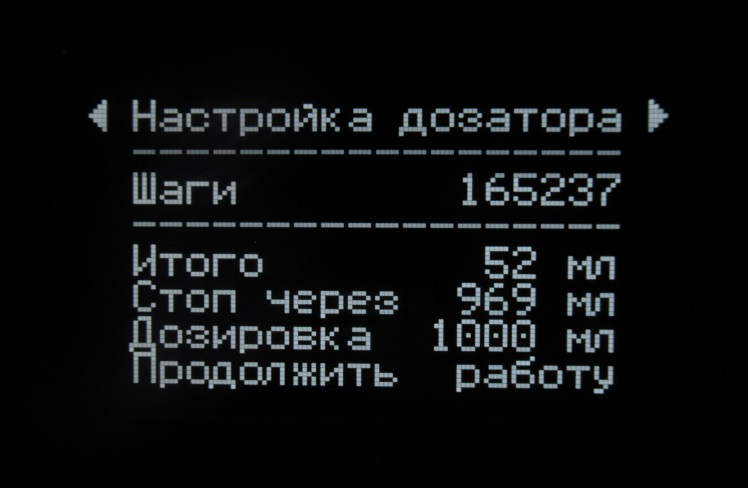 Настройка дозатора
Шаги 165237
Итого 52 мл
Стоп через 969 мл
Дозировка 1000 мл
Продолжить работу